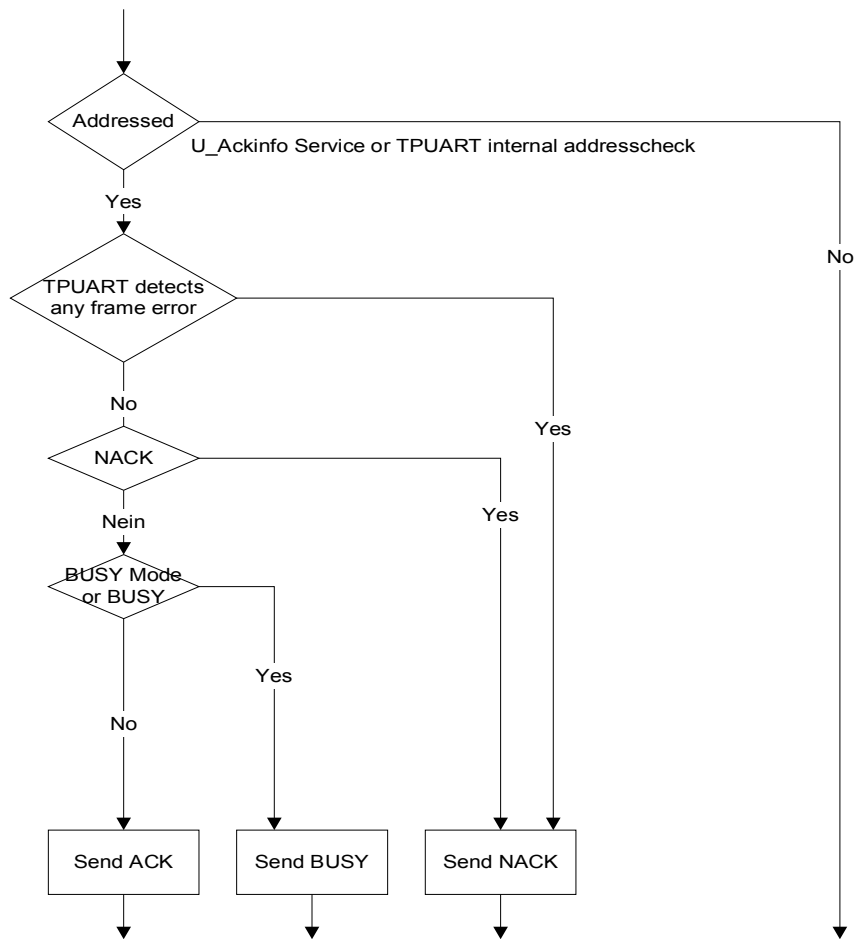 Addressed
U_Ackinfo Service or TPUART internal addresscheck
Yes
No
TPUART detects
any frame error
No
Yes
NACK
Yes
Nein
BUSY Mode
or BUSY
Yes
No
Send ACK
Send BUSY
Send NACK